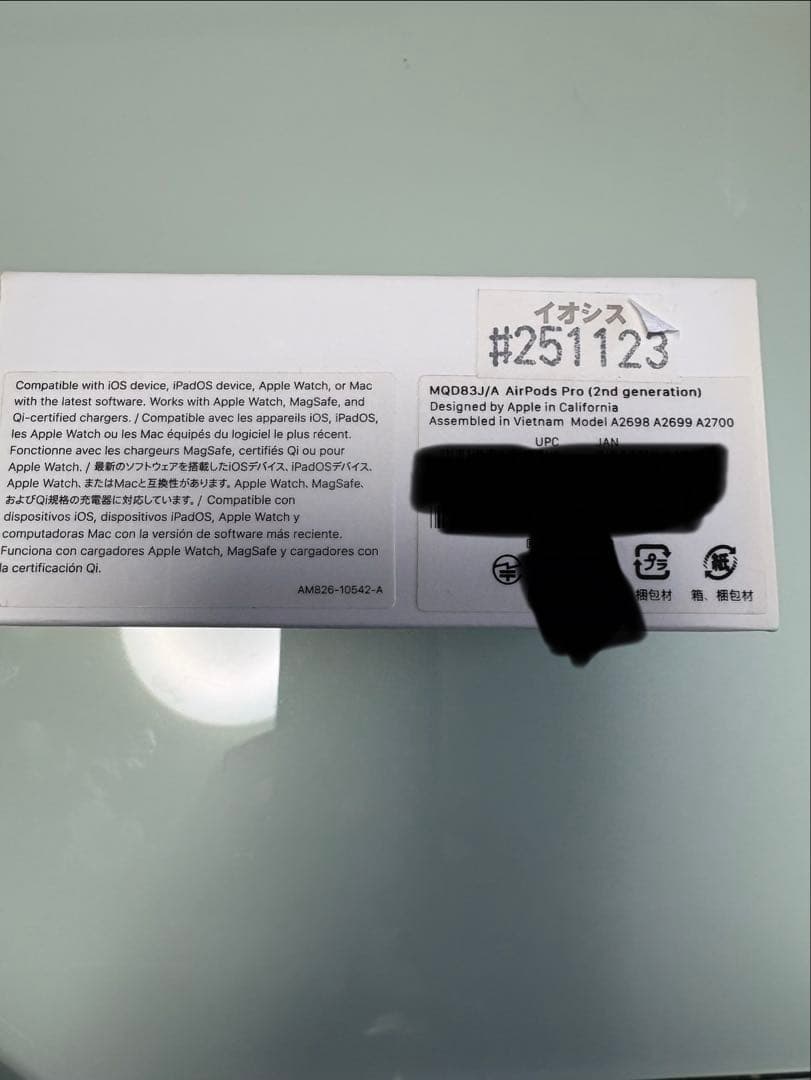 イオシス
#251123
Compatible with iOS device, iPadOS device, Apple Watch, or Mac
with the latest software. Works with Apple Watch, MagSafe, and
Qi-certified chargers. / Compatible avec les appareils iOS, iPadOS,
les Apple Watch ou les Mac équipés du logiciel le plus récent.
Fonctionne avec les chargeurs MagSafe, certifiés Qi ou pour
Apple Watch. / 最新のソフトウェアを搭載したiOSデバイス、iPadOSデバイス、
Apple Watch、またはMacと互換性があります。Apple Watch、MagSafe、
およびQi規格の充電器に対応しています。/ Compatible con
dispositivos iOS, dispositivos iPadOS, Apple Watch y
computadoras Mac con la versión de software más reciente.
Funciona con cargadores Apple Watch, MagSafe y cargadores con
la certificación Qi.
AM826-10542-A
MQD83J/A AirPods Pro (2nd generation)
Designed by Apple in California
Assembled in Vietnam Model A2698 A2699 A2700
UPC JAN
プラ 紙
梱包材 箱、梱包材